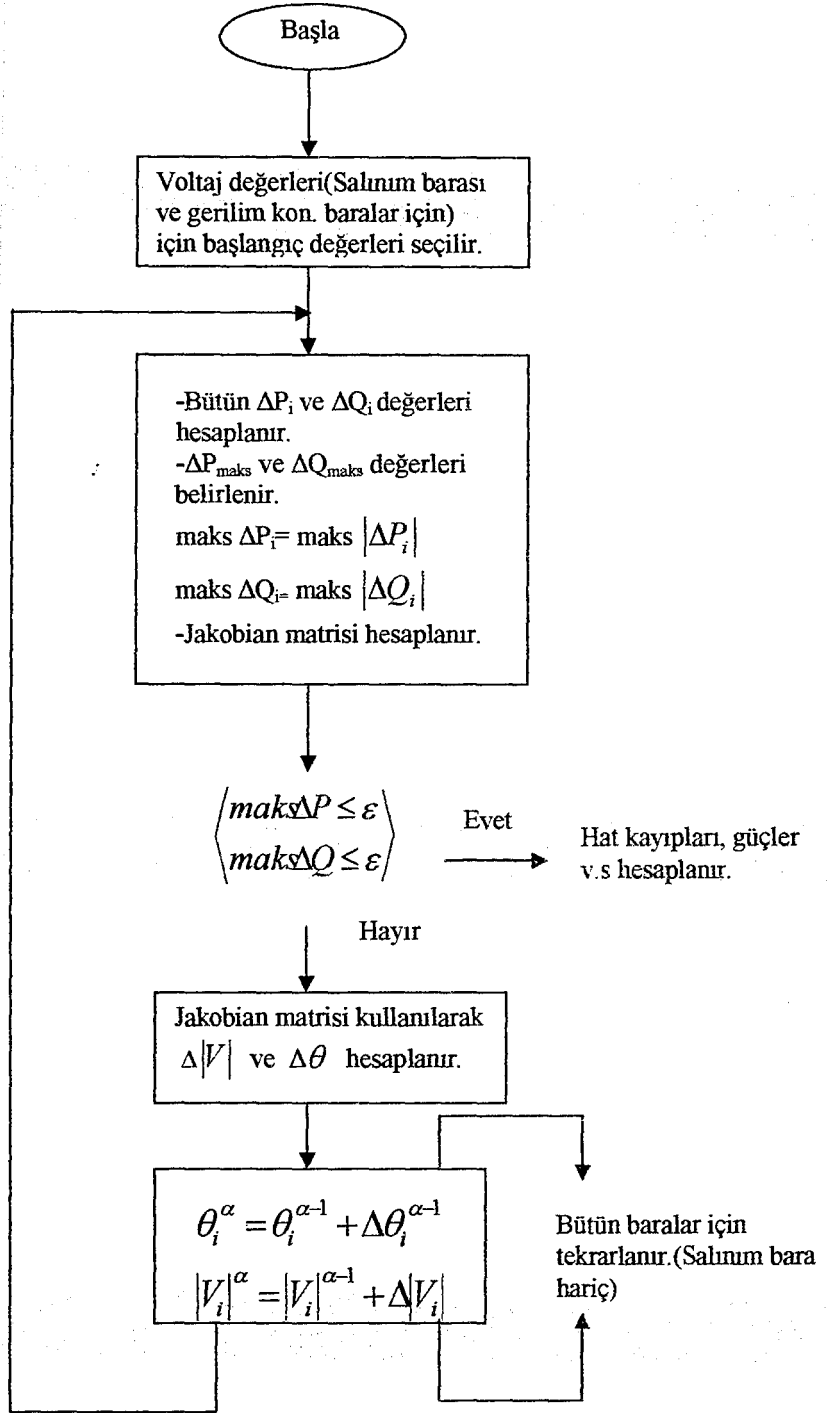 Başla
Voltaj değerleri(Salınım barası
ve gerilim kon. baralar için)
için başlangıç değerleri seçilir.
-Bütün ΔPᵢ ve ΔQᵢ değerleri
hesaplanır.
-ΔPmaks ve ΔQmaks değerleri
belirlenir.
maks ΔPᵢ= maks |ΔPᵢ|
maks ΔQᵢ= maks |ΔQᵢ|
-Jakobian matrisi hesaplanır.
⟨maksΔP ≤ ε⟩
⟨maksΔQ ≤ ε⟩
Evet
Hat kayıpları, güçler
v.s hesaplanır.
Hayır
Jakobian matrisi kullanılarak
Δ|V| ve Δθ hesaplanır.
θᵢ^α = θᵢ^α-1 + Δθᵢ^α-1
|Vᵢ|^α = |Vᵢ|^α-1 + Δ|Vᵢ|
Bütün baralar için
tekrarlanır.(Salınım bara
hariç)